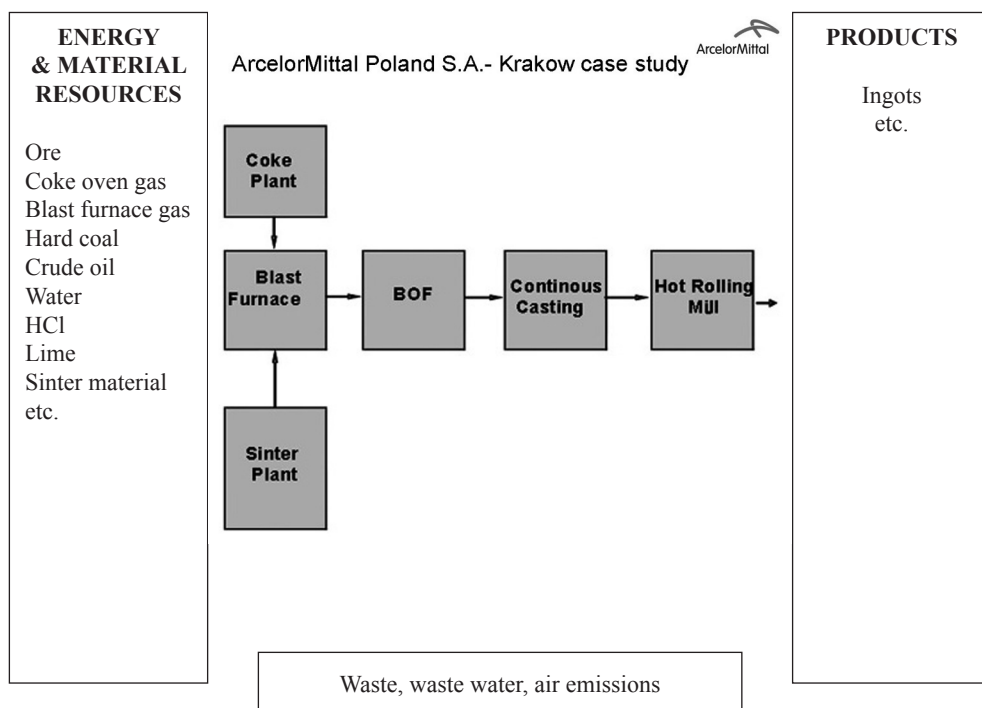 ENERGY
& MATERIAL
RESOURCES
Ore
Coke oven gas
Blast furnace gas
Hard coal
Crude oil
Water
HCl
Lime
Sinter material
etc.
ArcelorMittal Poland S.A.- Krakow case study
ArcelorMittal
Coke
Plant
Blast
Furnace
BOF
Continous
Casting
Hot Rolling
Mill
Sinter
Plant
PRODUCTS
Ingots
etc.
Waste, waste water, air emissions